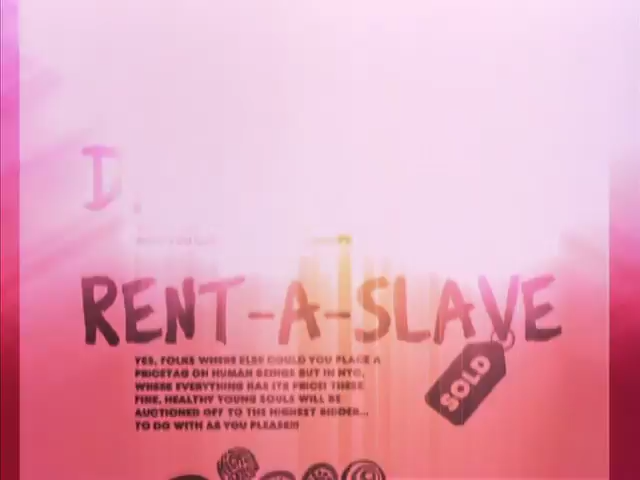 D
RENT-A-SLAVE
YES, FOLKS WHERE ELSE COULD YOU PLACE A
PRICETAG ON HUMAN BEINGS BUT IN NYC,
WHERE EVERYTHING HAS ITS PRICE! THESE
FINE, HEALTHY YOUNG SOULS WILL BE
AUCTIONED OFF TO THE HIGHEST BIDDER...
TO DO WITH AS YOU PLEASE!!!
SOLD